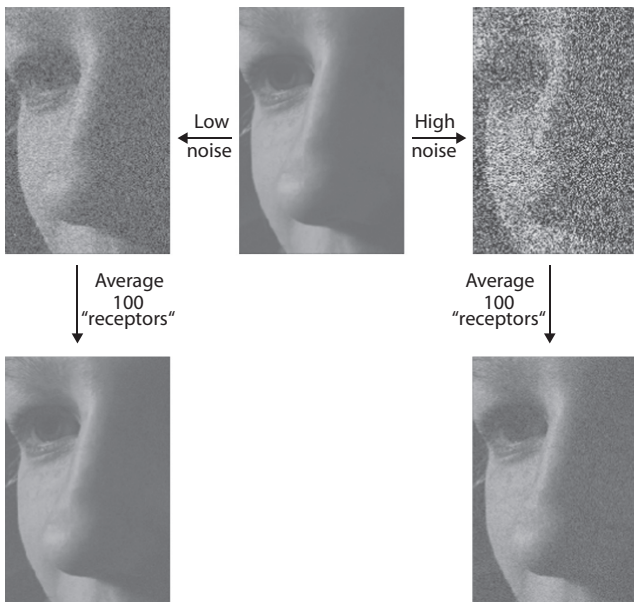 Low
noise
High
noise
Average
100
“receptors“
Average
100
“receptors“